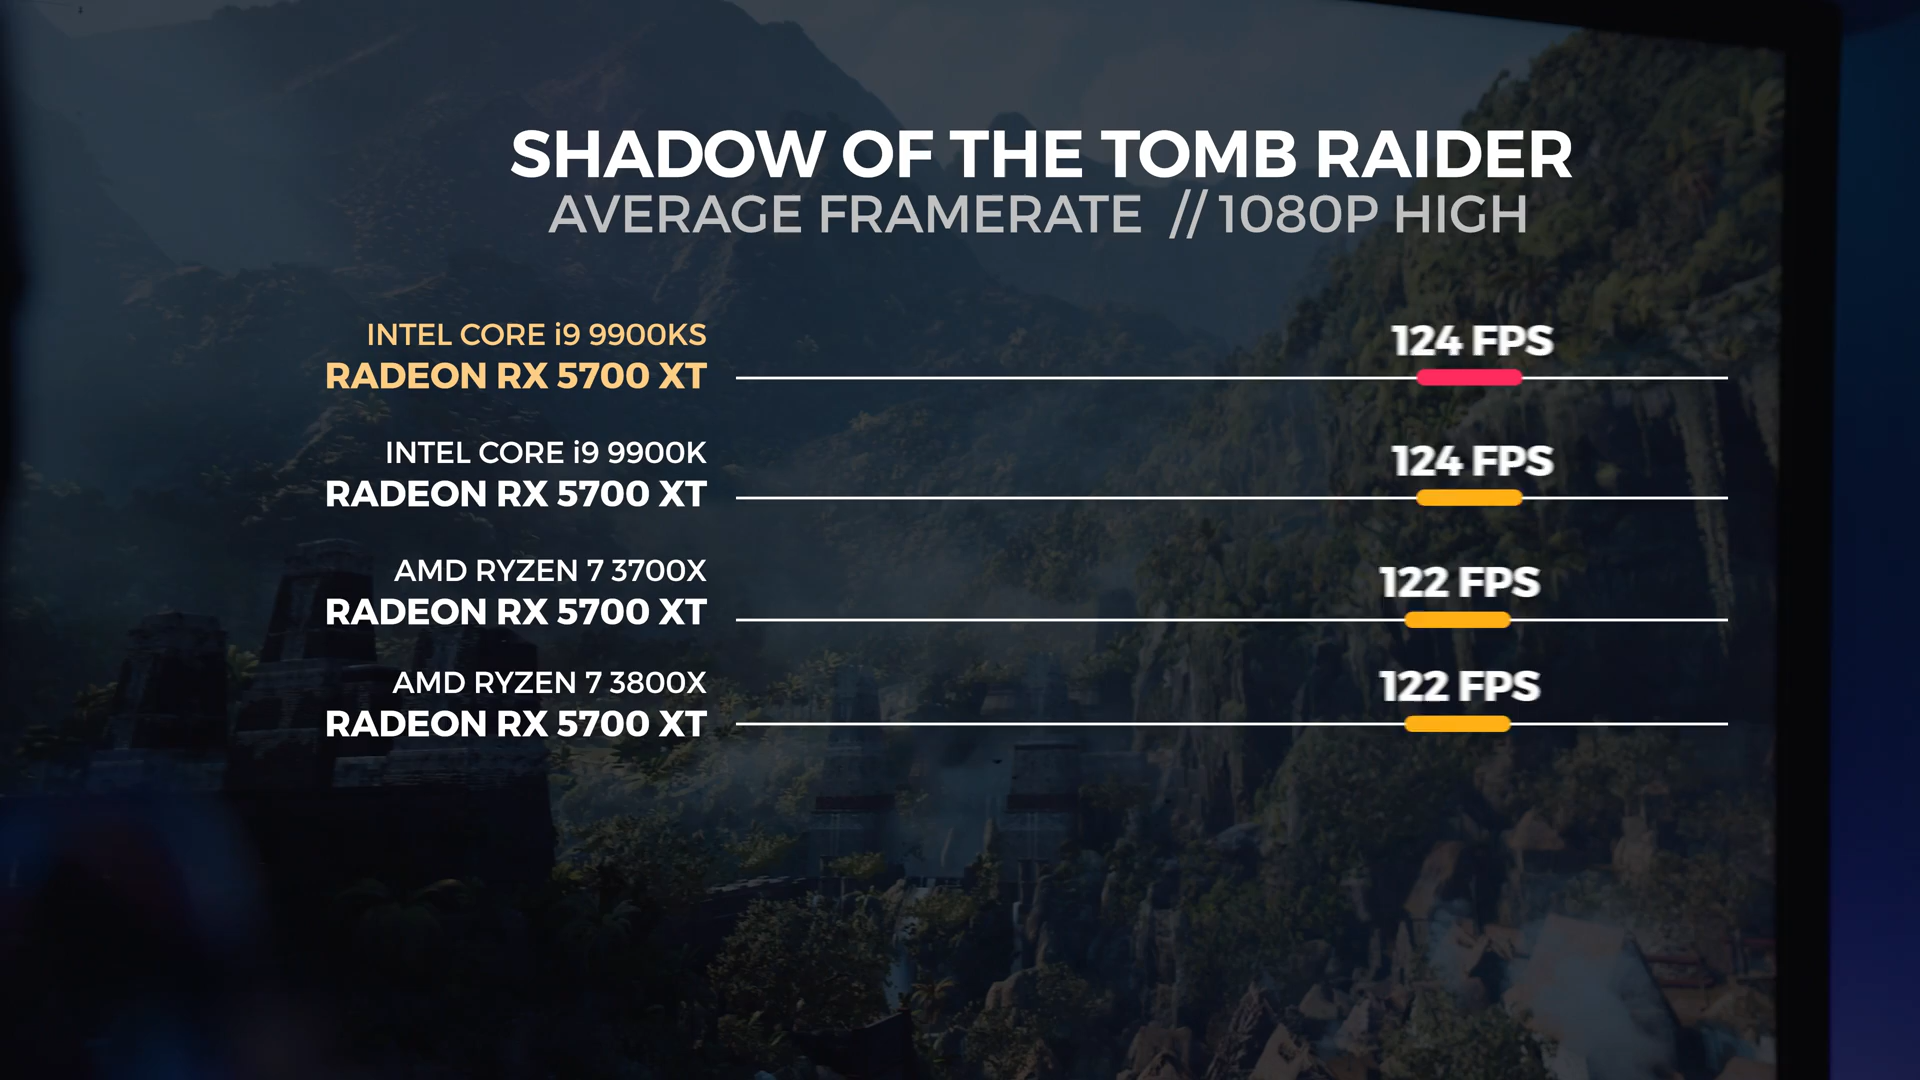 SHADOW OF THE TOMB RAIDER
AVERAGE FRAMERATE // 1080P HIGH
INTEL CORE i9 9900KS
RADEON RX 5700 XT
124 FPS
INTEL CORE i9 9900K
RADEON RX 5700 XT
124 FPS
AMD RYZEN 7 3700X
RADEON RX 5700 XT
122 FPS
AMD RYZEN 7 3800X
RADEON RX 5700 XT
122 FPS